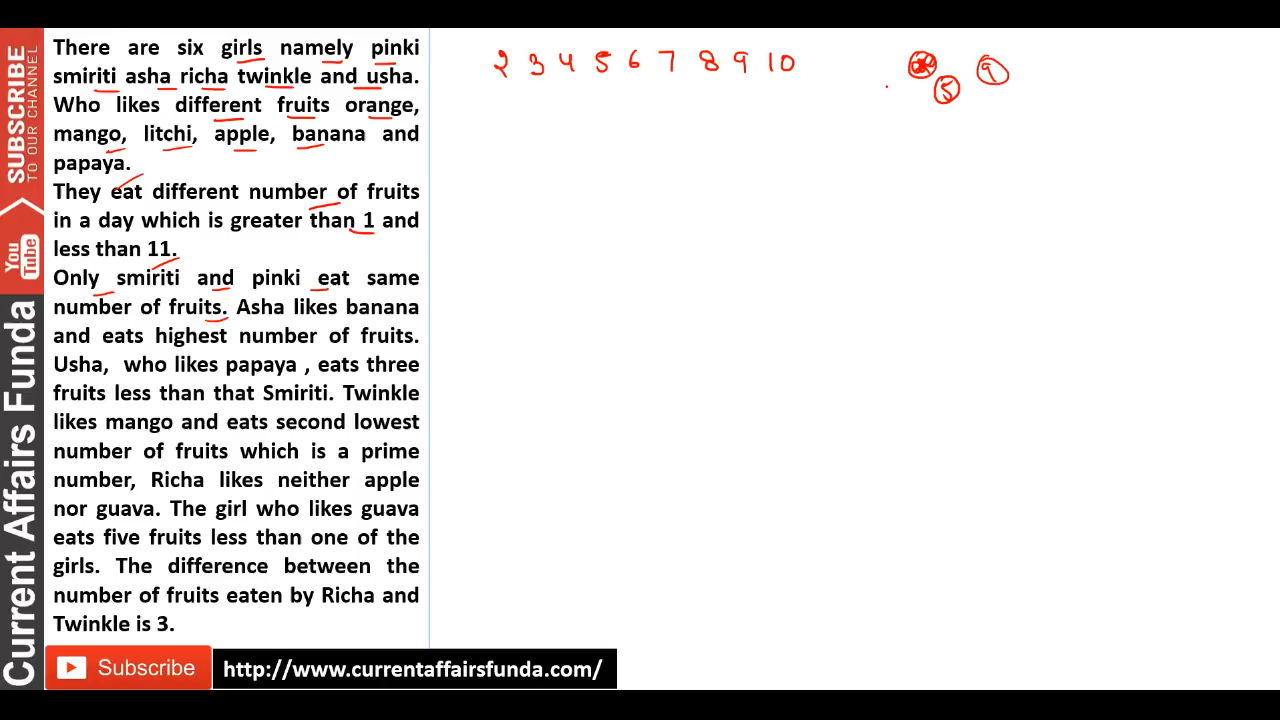 SUBSCRIBE
TO OUR CHANNEL
You
Tube
Current Affairs Funda
There are six girls namely pinki
smiriti asha richa twinkle and usha.
Who likes different fruits orange,
mango, litchi, apple, banana and
papaya.
They eat different number of fruits
in a day which is greater than 1 and
less than 11.
Only smiriti and pinki eat same
number of fruits. Asha likes banana
and eats highest number of fruits.
Usha, who likes papaya , eats three
fruits less than that Smiriti. Twinkle
likes mango and eats second lowest
number of fruits which is a prime
number, Richa likes neither apple
nor guava. The girl who likes guava
eats five fruits less than one of the
girls. The difference between the
number of fruits eaten by Richa and
Twinkle is 3.
2 3 4 5 6 7 8 9 10
5 9
Subscribe
http://www.currentaffairsfunda.com/